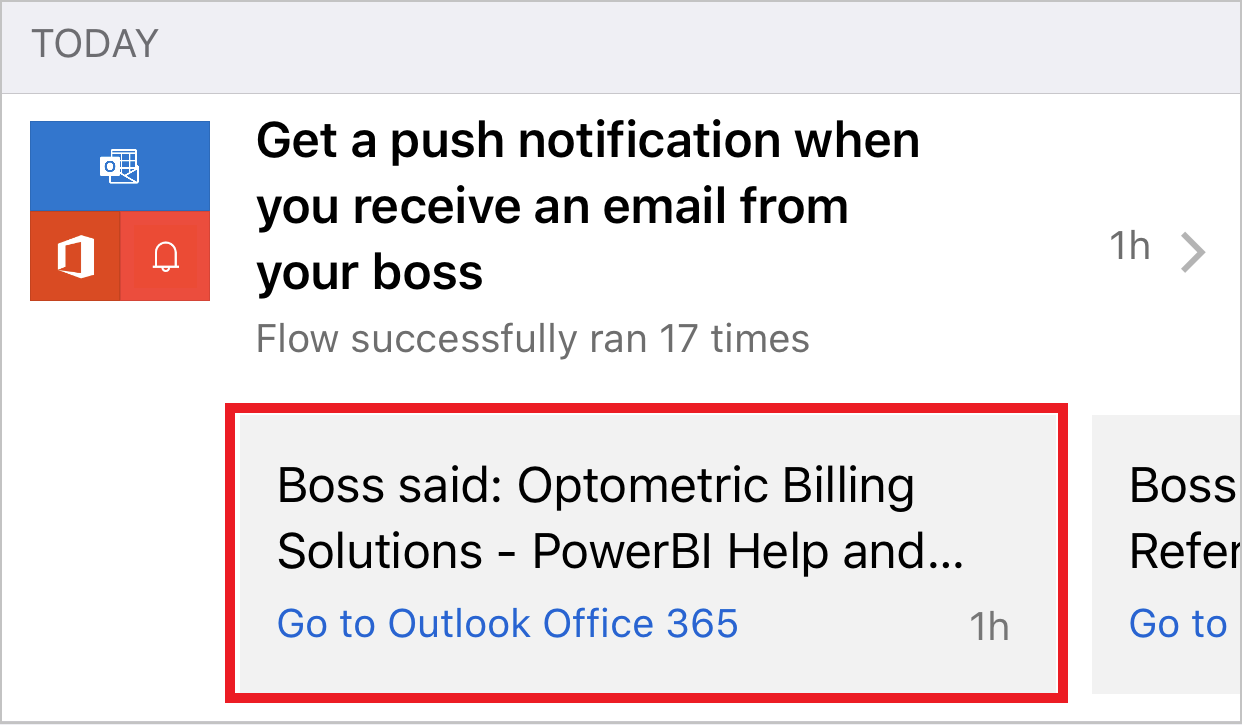 TODAY
Get a push notification when
you receive an email from
your boss
1h
Flow successfully ran 17 times
Boss said: Optometric Billing
Solutions - PowerBI Help and...
Go to Outlook Office 365
1h
Boss
Refer
Go to